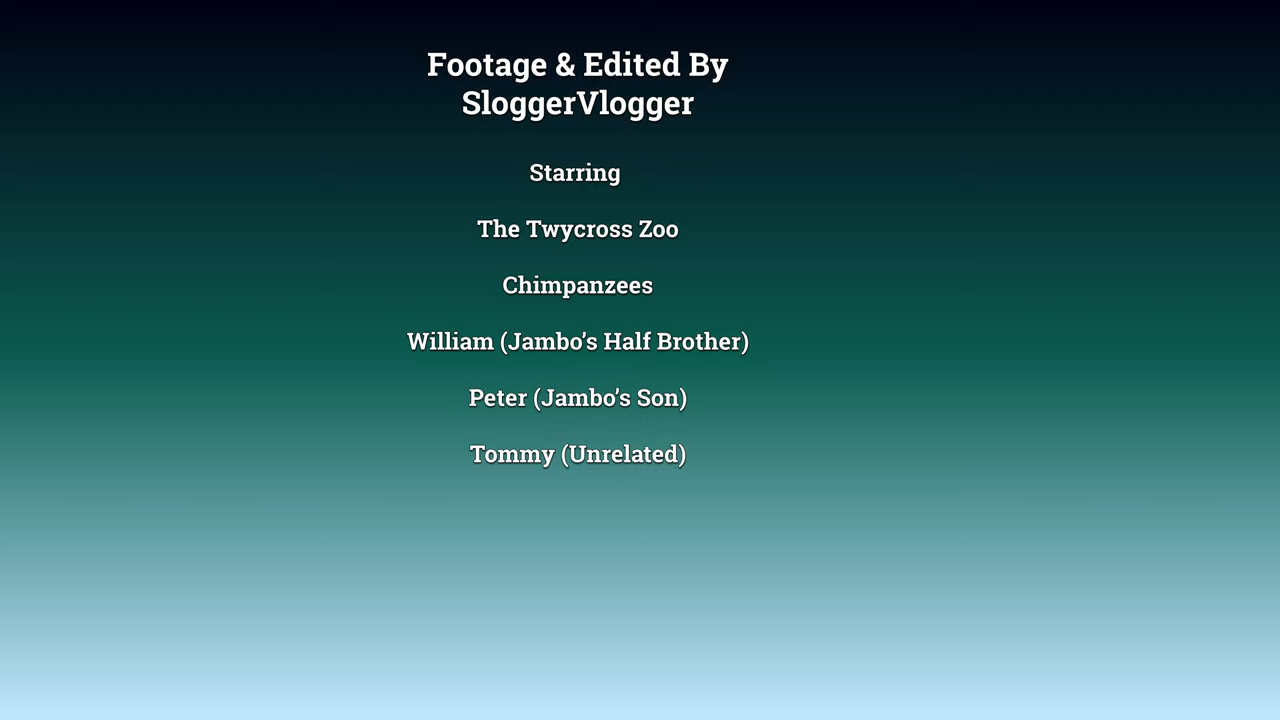 Footage & Edited By
SloggerVlogger
Starring
The Twycross Zoo
Chimpanzees
William (Jambo’s Half Brother)
Peter (Jambo’s Son)
Tommy (Unrelated)